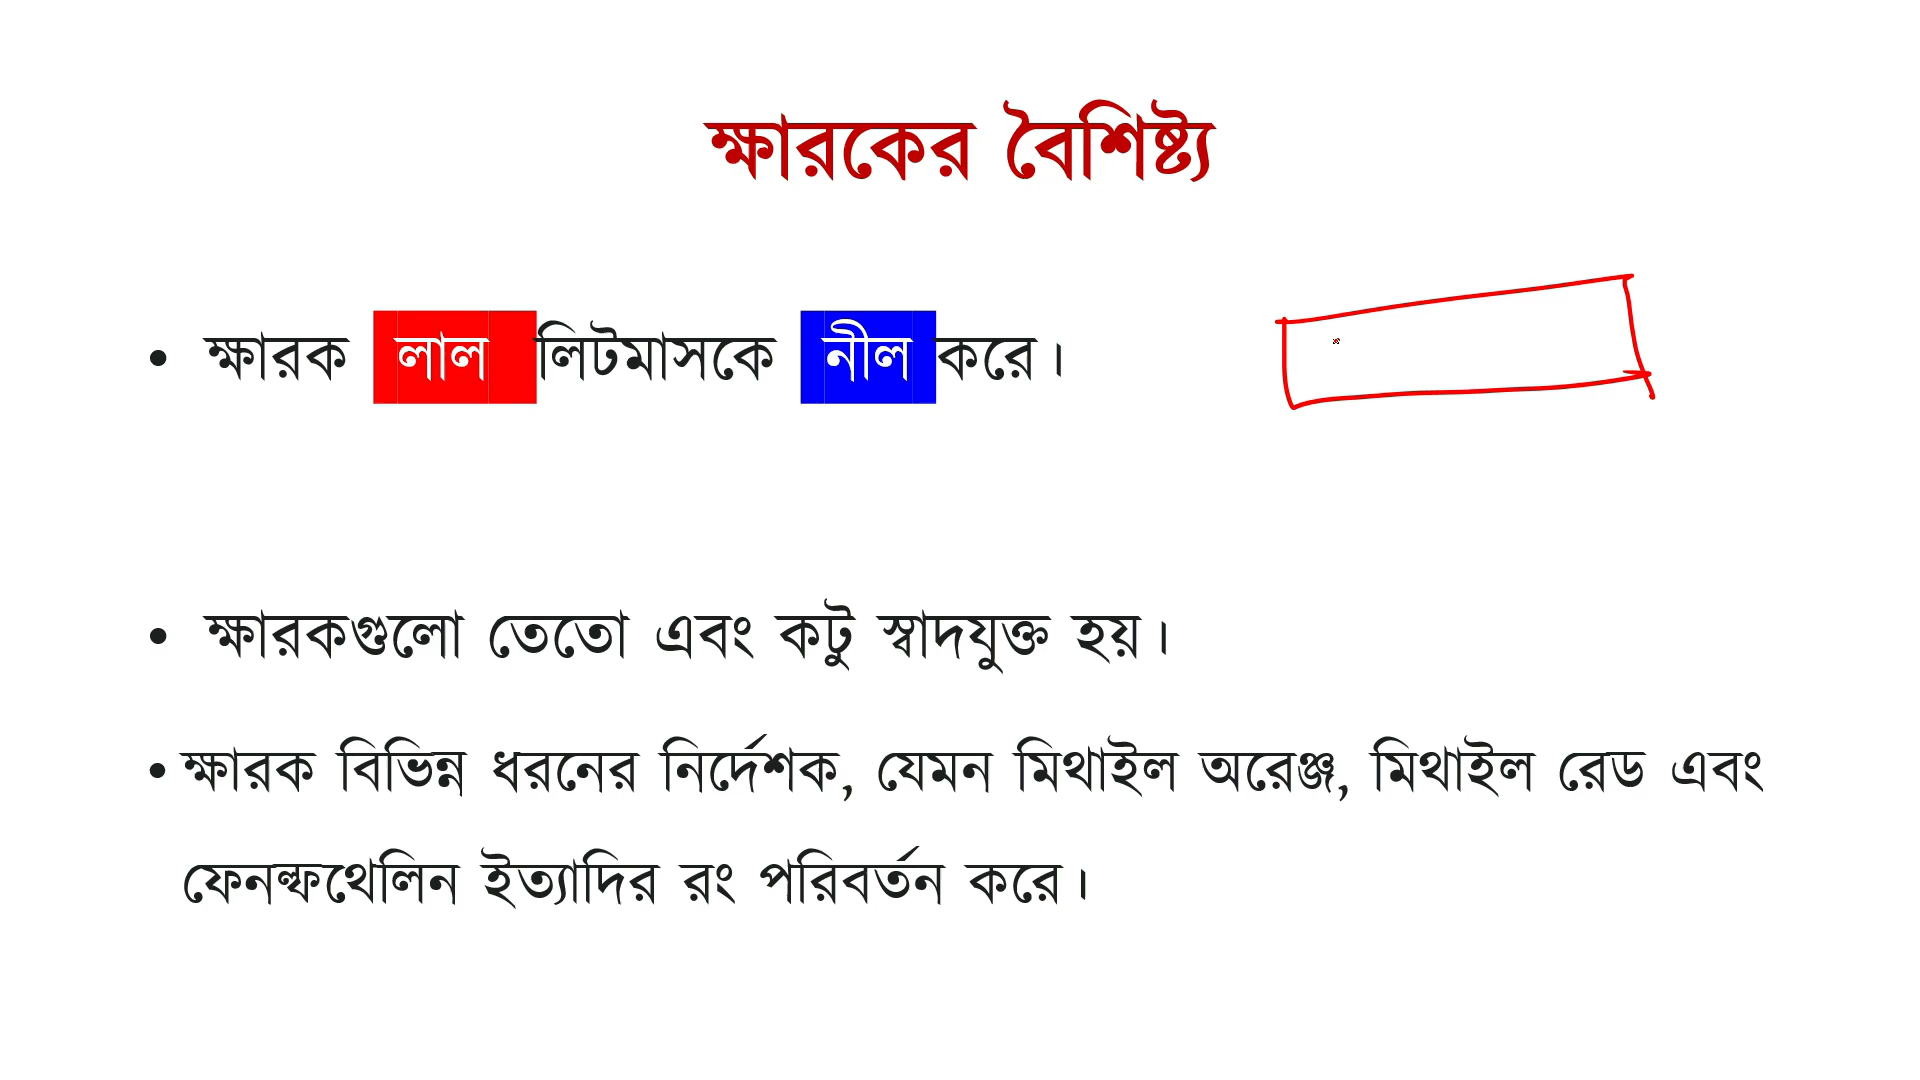 ক্ষারকের বৈশিষ্ট্য
• ক্ষারক লাল লিটমাসকে নীল করে।
• ক্ষারকগুলো তেতো এবং কটু স্বাদযুক্ত হয়।
• ক্ষারক বিভিন্ন ধরনের নির্দেশক, যেমন মিথাইল অরেঞ্জ, মিথাইল রেড এবং
ফেনল্ফথেলিন ইত্যাদির রং পরিবর্তন করে।